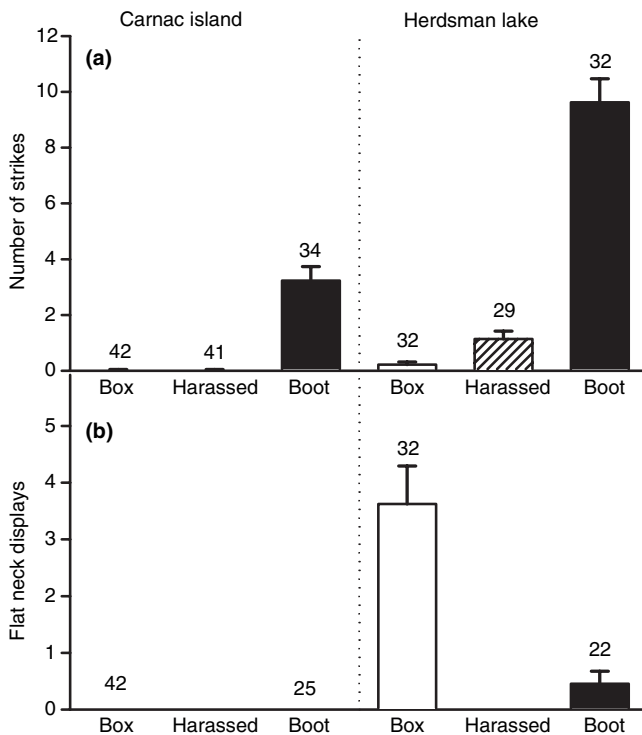 Carnac island Herdsman lake
(a)
Number of strikes
12
10
8
6
4
2
0
42 41 34 32 29 32
Box Harassed Boot Box Harassed Boot
(b)
Flat neck displays
5
4
3
2
1
0
42 25 32 22
Box Harassed Boot Box Harassed Boot